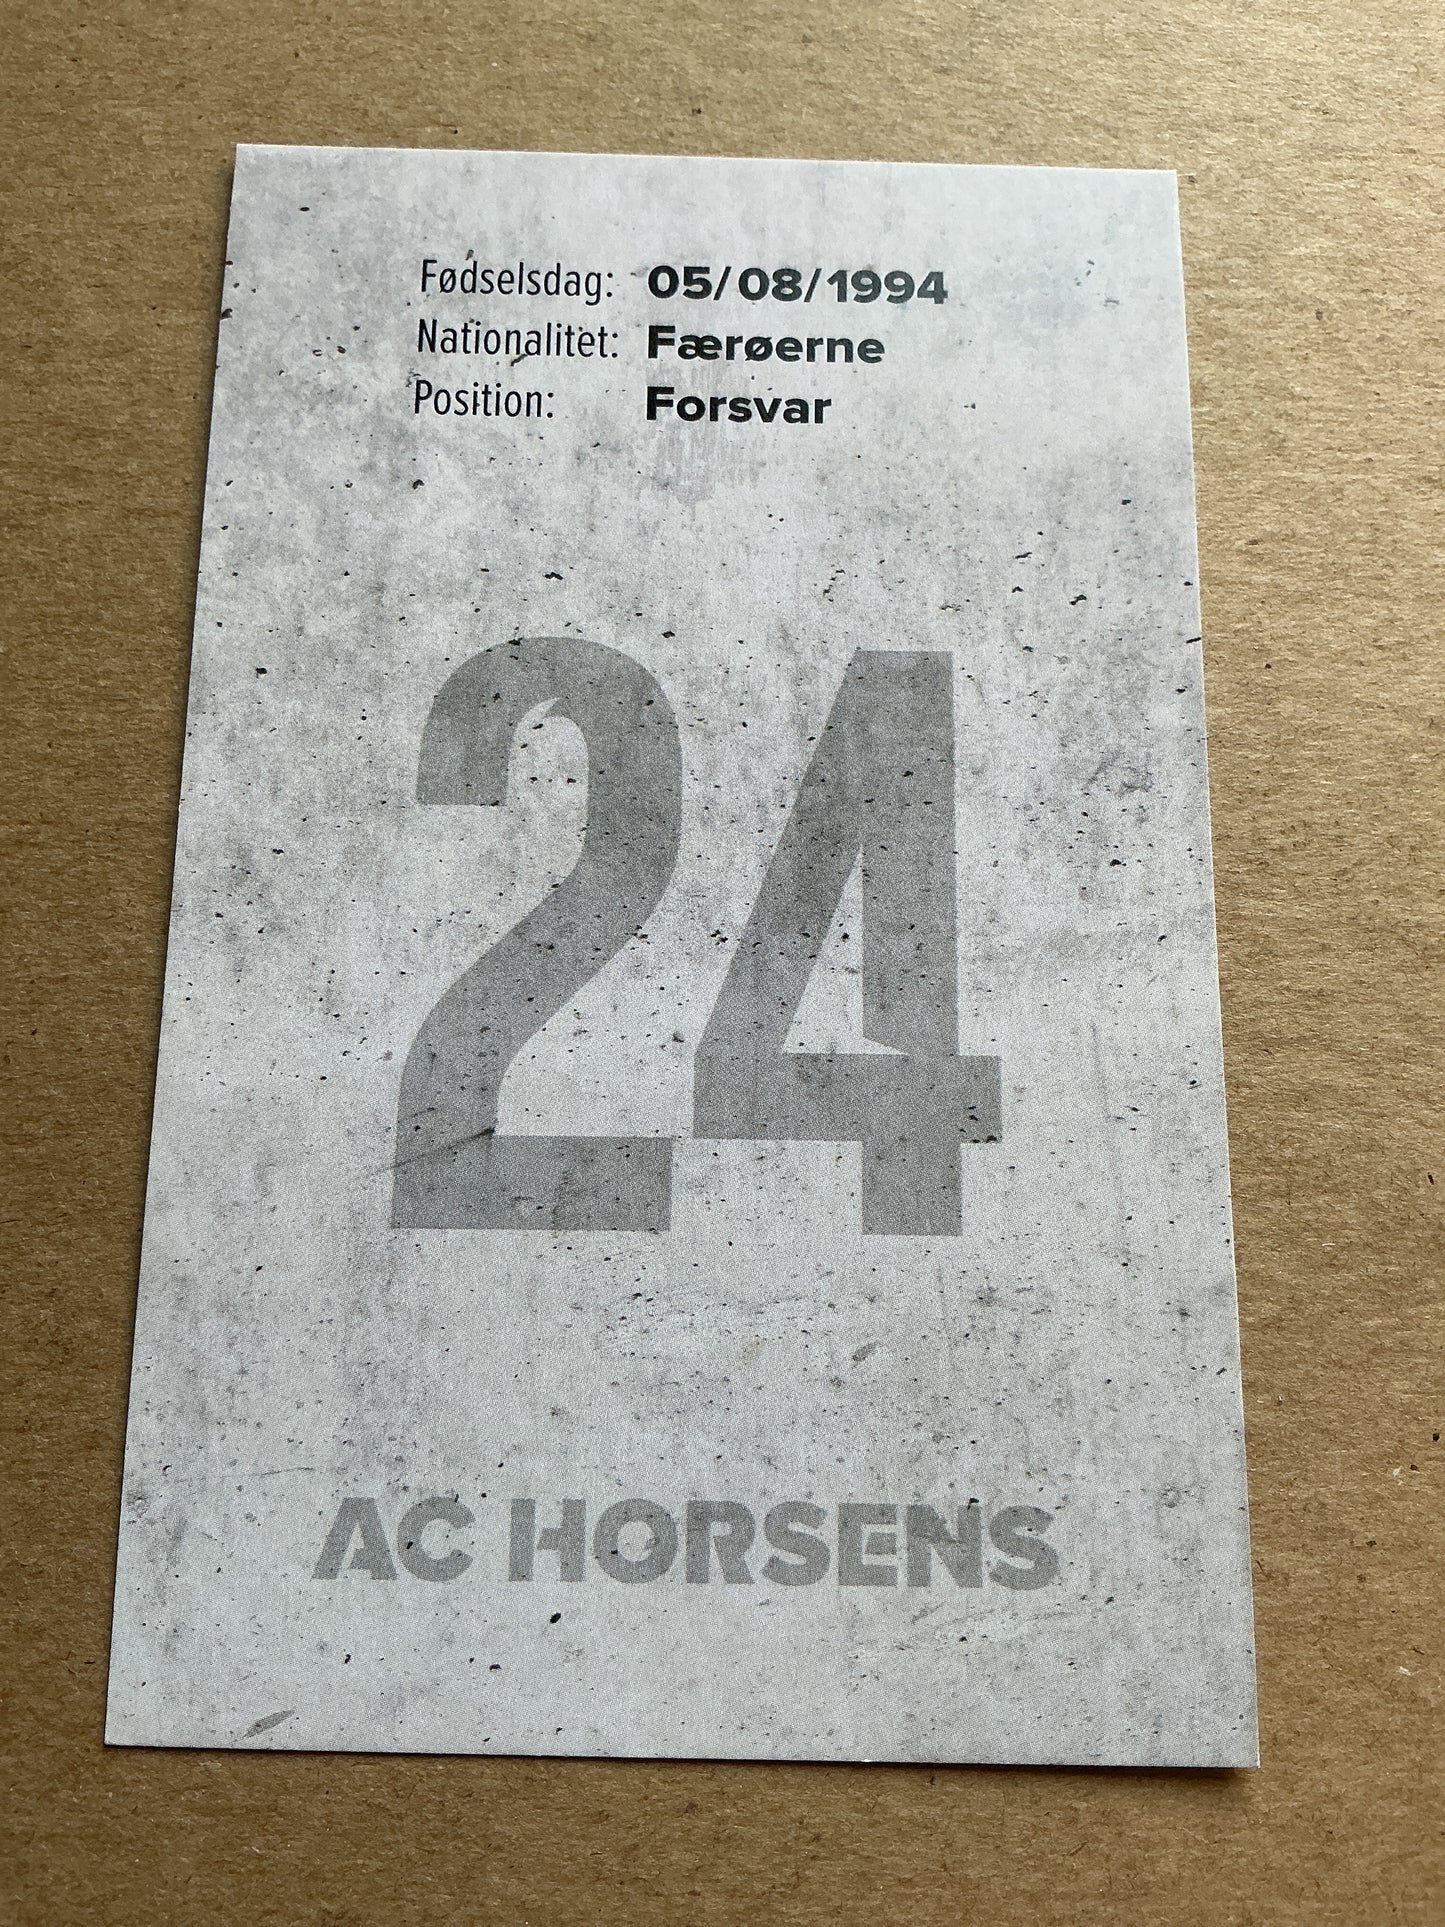 Fødselsdag: 05/08/1994
Nationalitet: Færøerne
Position: Forsvar
24
AC HORSENS